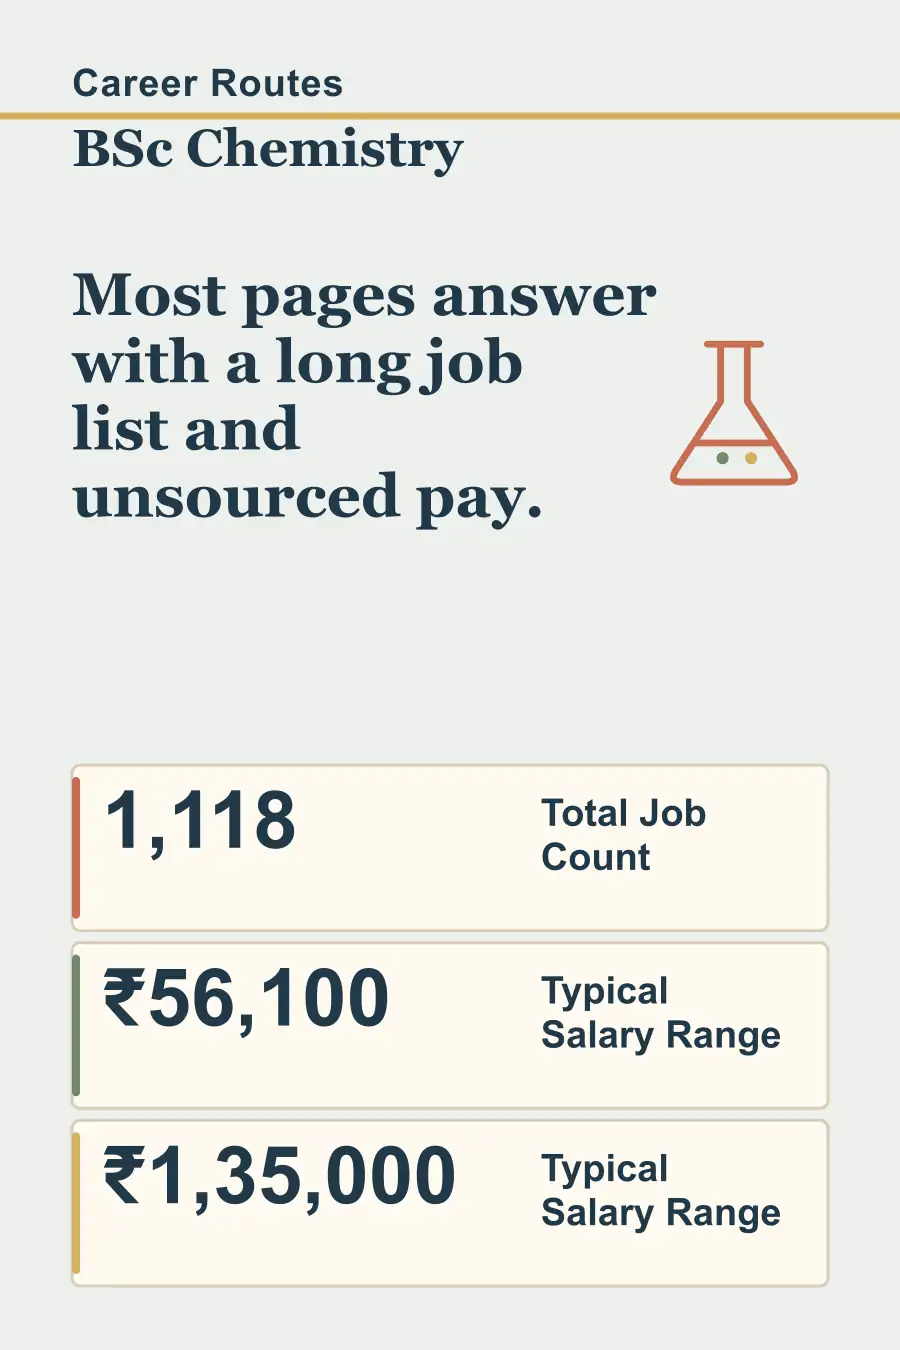 Career Routes
BSc Chemistry
Most pages answer
with a long job
list and
unsourced pay.
1,118
Total Job
Count
₹56,100
Typical
Salary Range
₹1,35,000
Typical
Salary Range